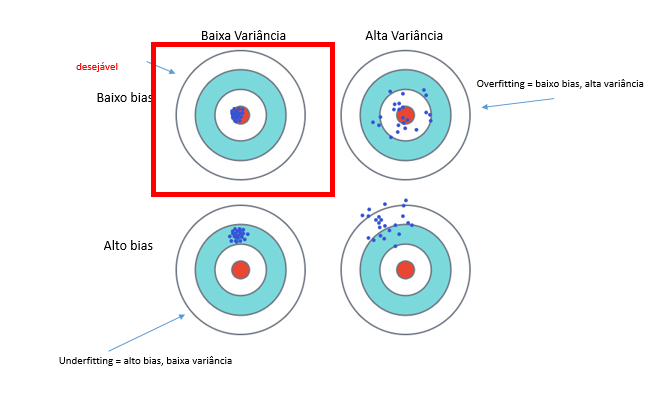 Baixa Variância
Alta Variância
desejável
Baixo bias
Overfitting = baixo bias, alta variância
Alto bias
Underfitting = alto bias, baixa variância